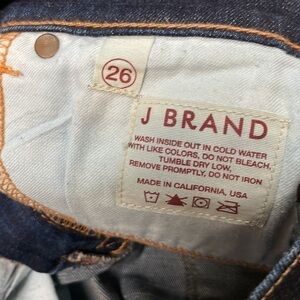 26
J BRAND
WASH INSIDE OUT IN COLD WATER
WITH LIKE COLORS, DO NOT BLEACH,
TUMBLE DRY LOW,
REMOVE PROMPTLY, DO NOT IRON
MADE IN CALIFORNIA, USA